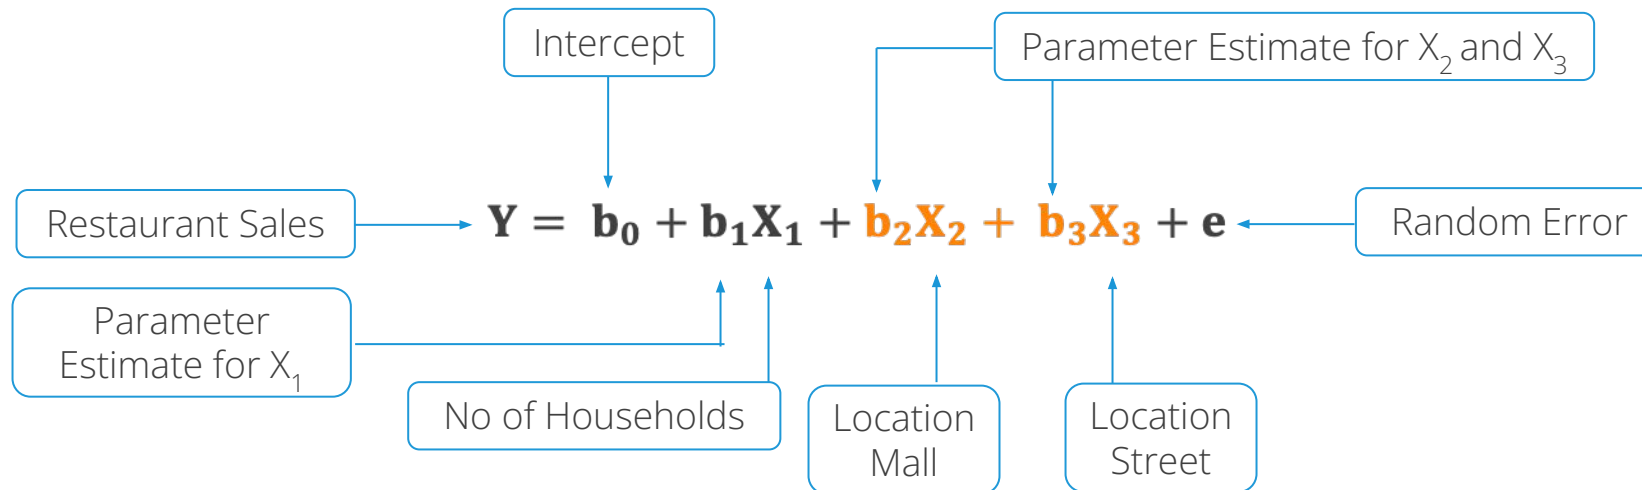 Intercept
Parameter Estimate for X₂ and X₃
Restaurant Sales
Y = b₀ + b₁X₁ + b₂X₂ + b₃X₃ + e
Random Error
Parameter
Estimate for X₁
No of Households
Location
Mall
Location
Street